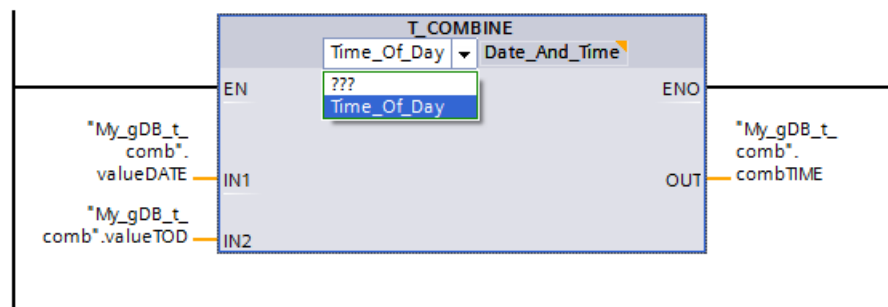 T_COMBINE
Time_Of_Day Date_And_Time
???
Time_Of_Day
EN
ENO
"My_gDB_t_
comb".
valueDATE
IN1
"My_gDB_t_
comb".
combTIME
OUT
"My_gDB_t_
comb".valueTOD
IN2